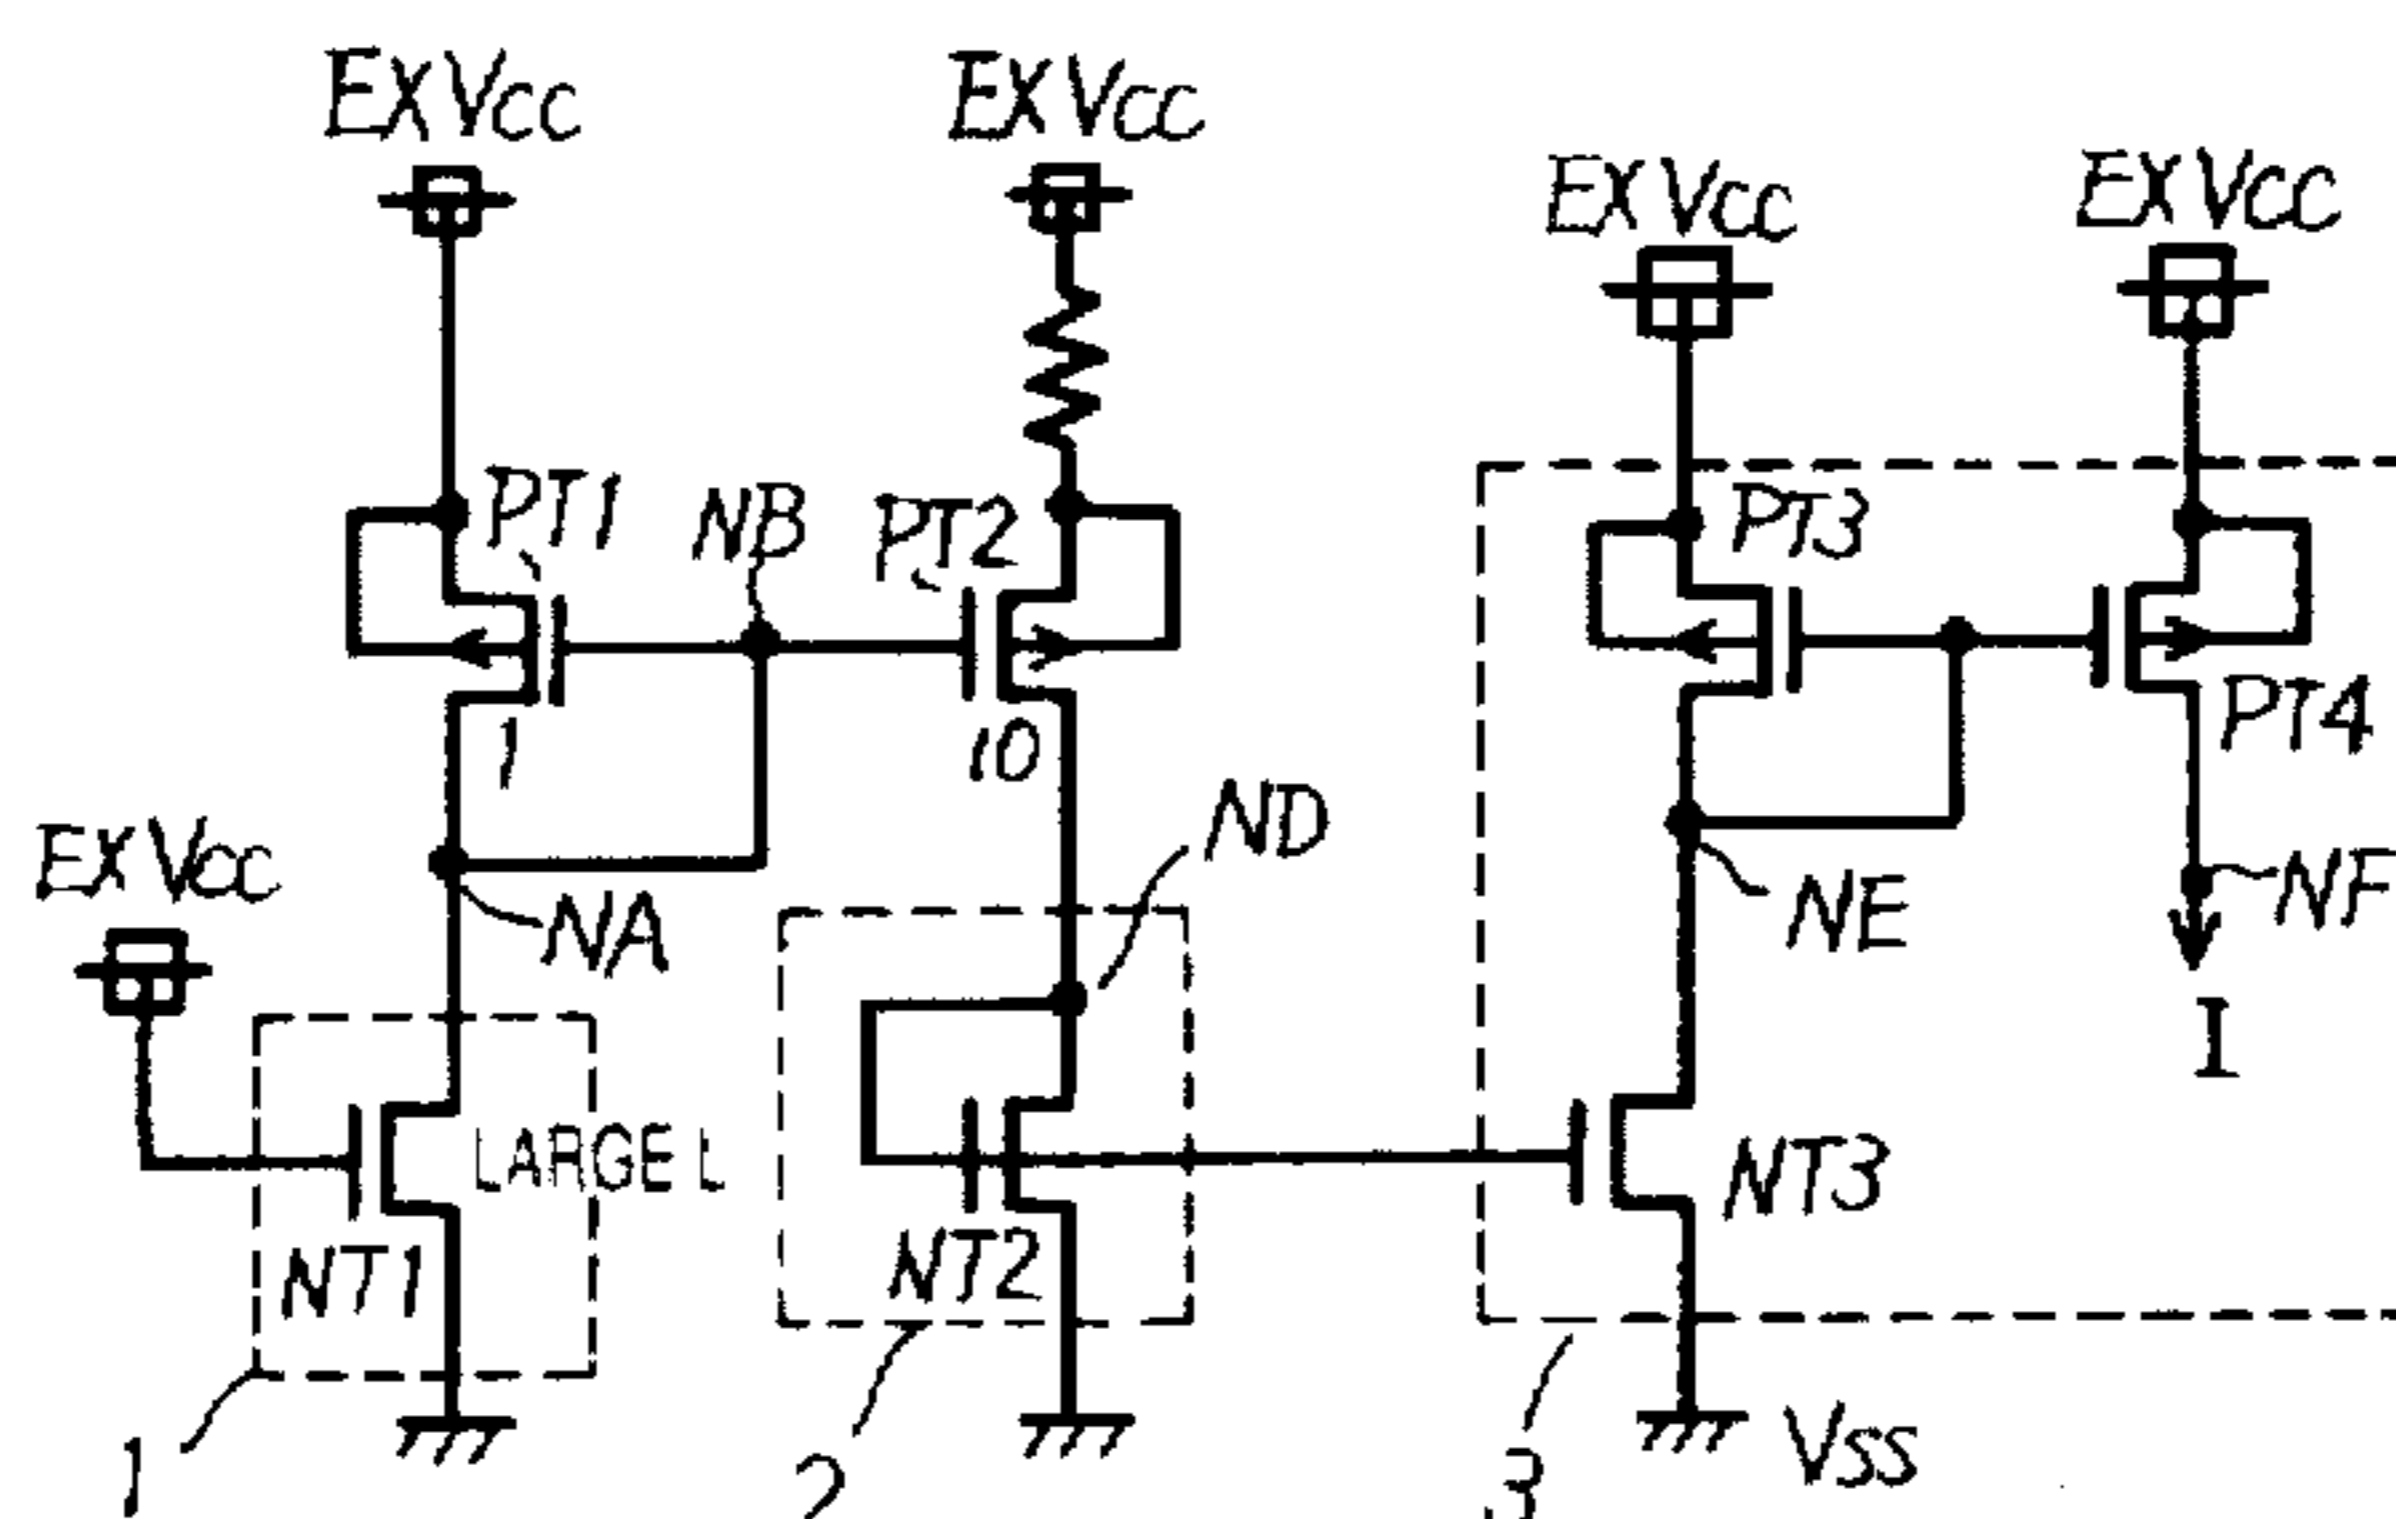 EXVCC
EXVCC
EXVCC
EXVCC
PT1
NB
PT2
PT3
1
10
PT4
ND
EXVCC
NA
NE
NF
I
LARGE L
NT1
NT2
NT3
1
2
3
VSS